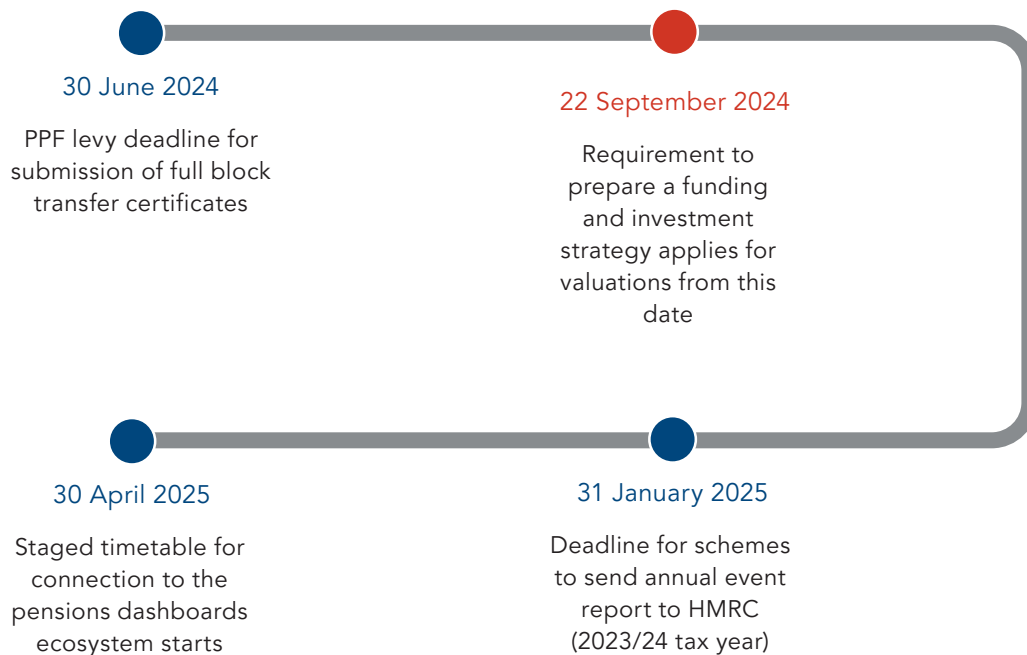 30 June 2024
PPF levy deadline for
submission of full block
transfer certificates
22 September 2024
Requirement to
prepare a funding
and investment
strategy applies for
valuations from this
date
31 January 2025
Deadline for schemes
to send annual event
report to HMRC
(2023/24 tax year)
30 April 2025
Staged timetable for
connection to the
pensions dashboards
ecosystem starts